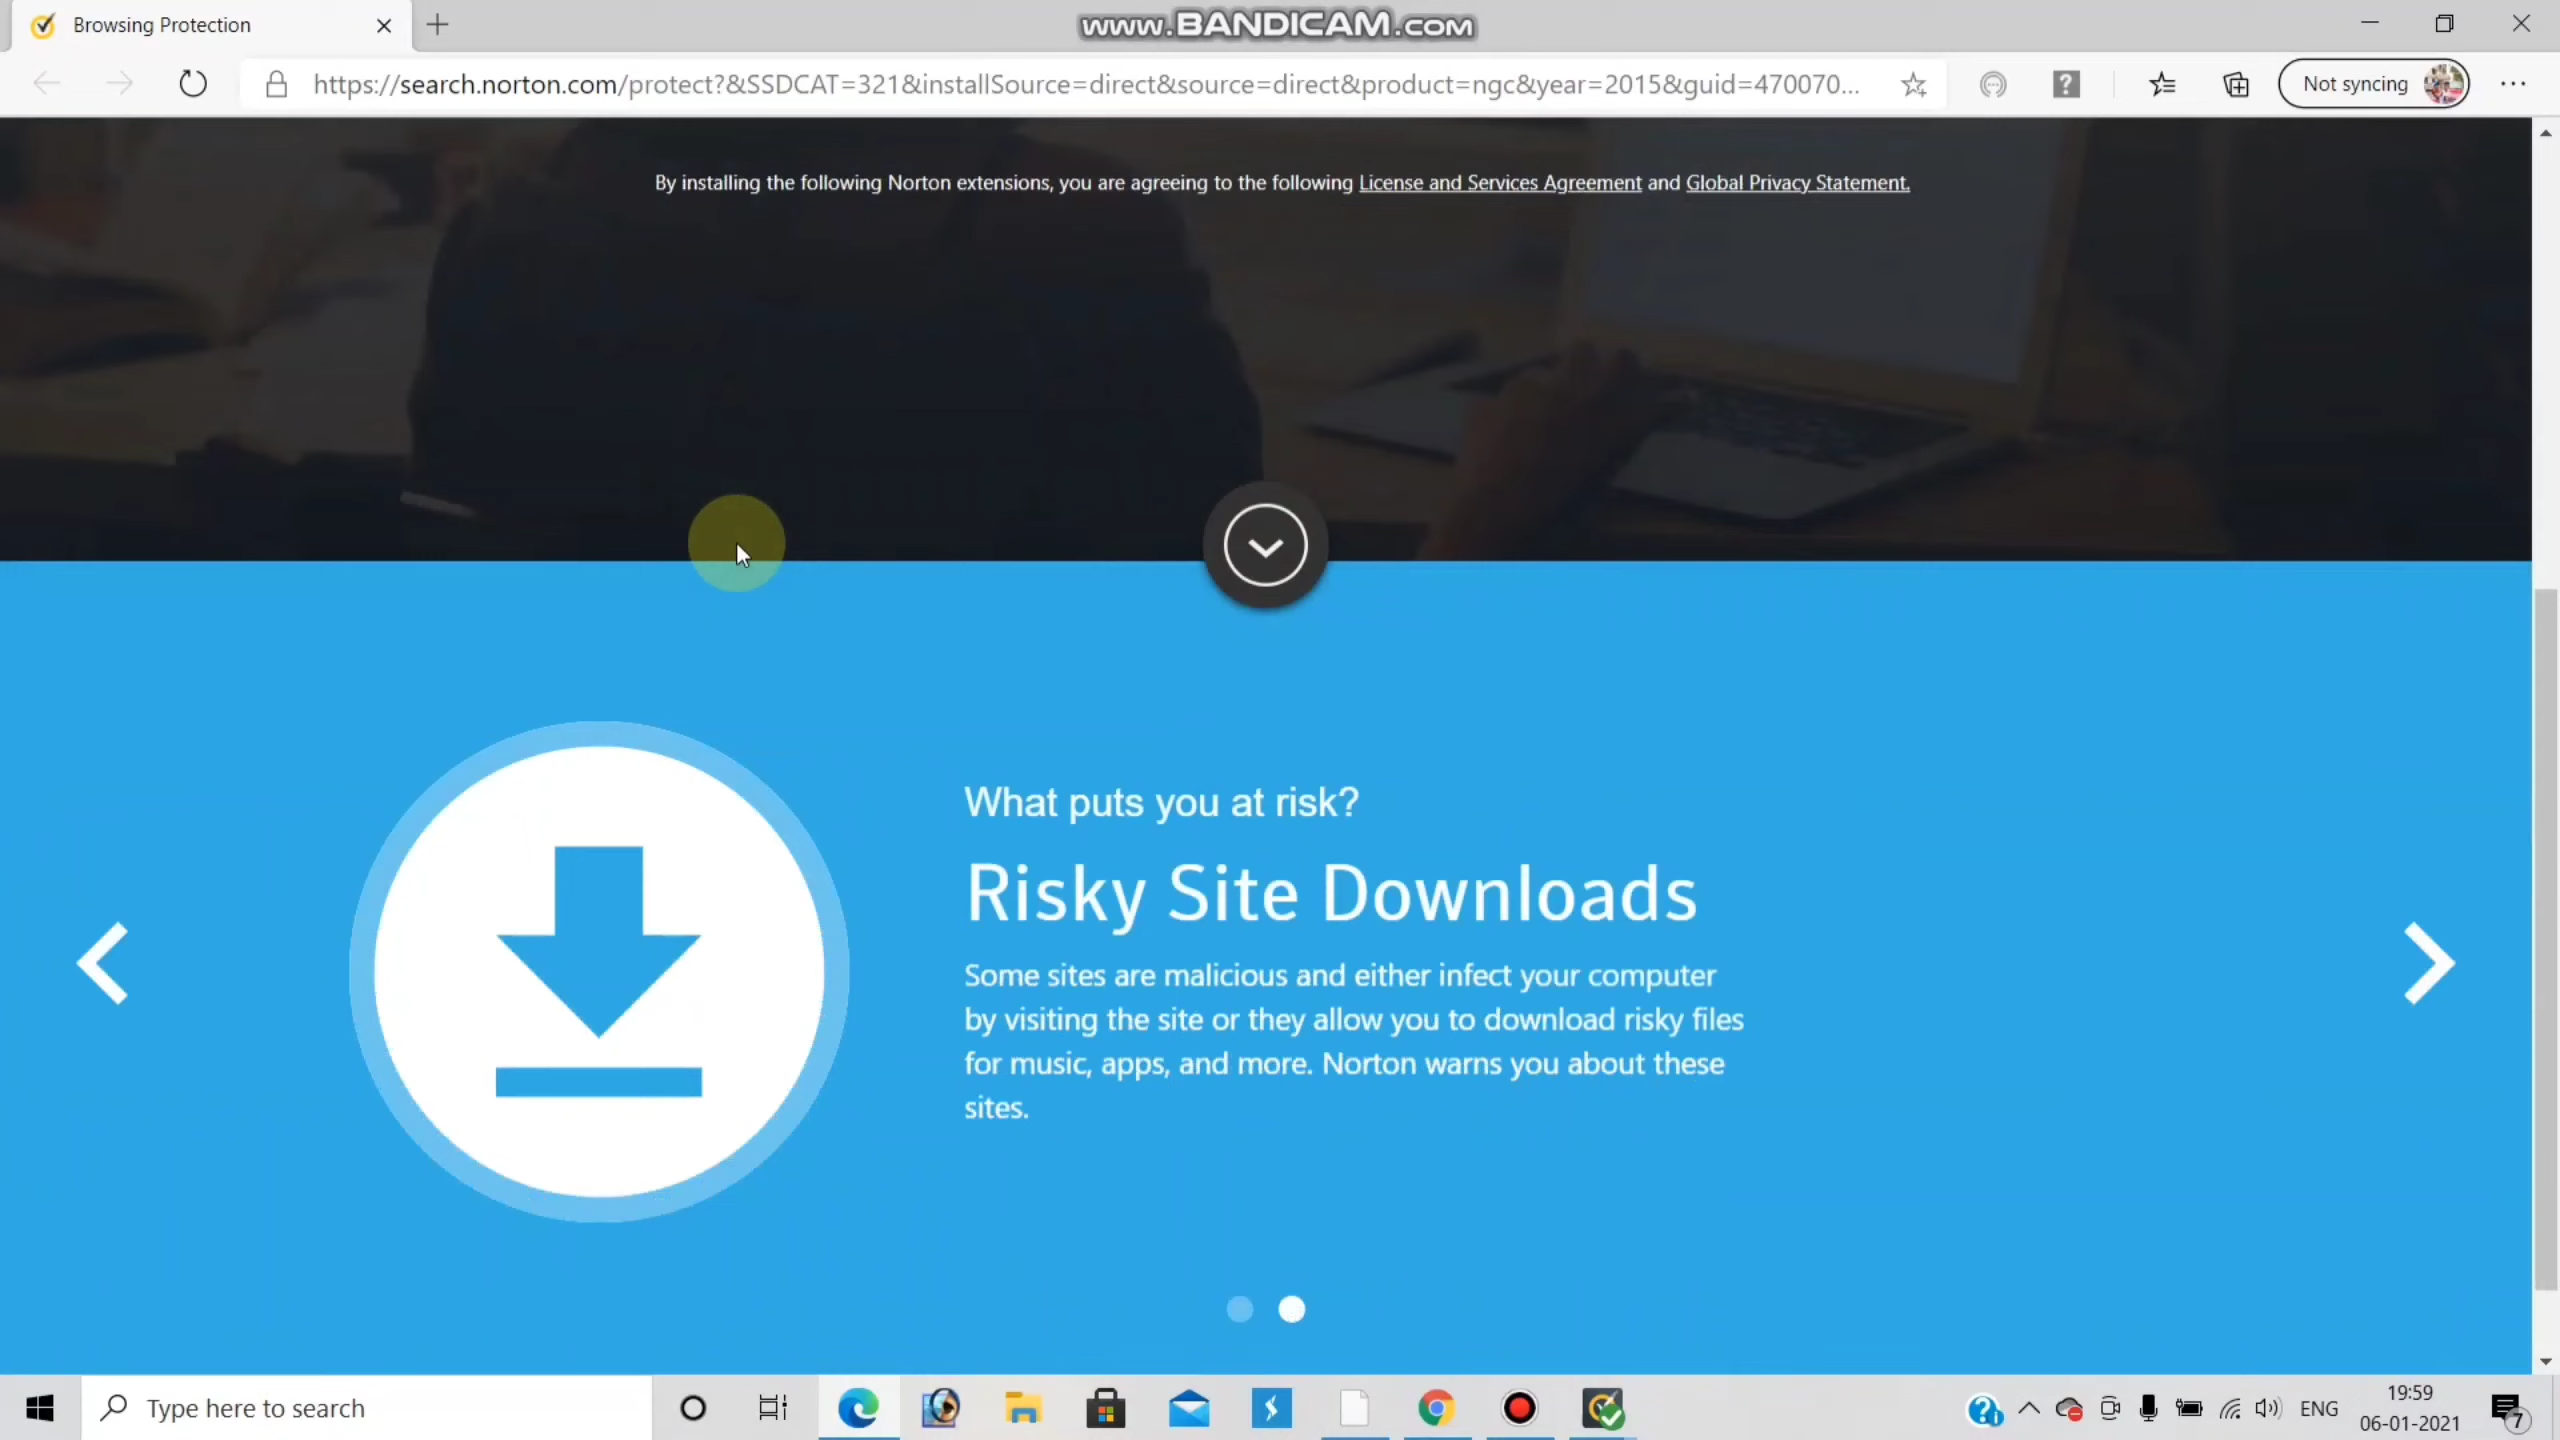 Browsing Protection
www.BANDICAM.com
https://search.norton.com/protect?&SSDCAT=321&installSource=direct&source=direct&product=ngc&year=2015&guid=470070...
Not syncing
By installing the following Norton extensions, you are agreeing to the following License and Services Agreement and Global Privacy Statement.
What puts you at risk?
Risky Site Downloads
Some sites are malicious and either infect your computer
by visiting the site or they allow you to download risky files
for music, apps, and more. Norton warns you about these
sites.
Type here to search
ENG
19:59
06-01-2021
7